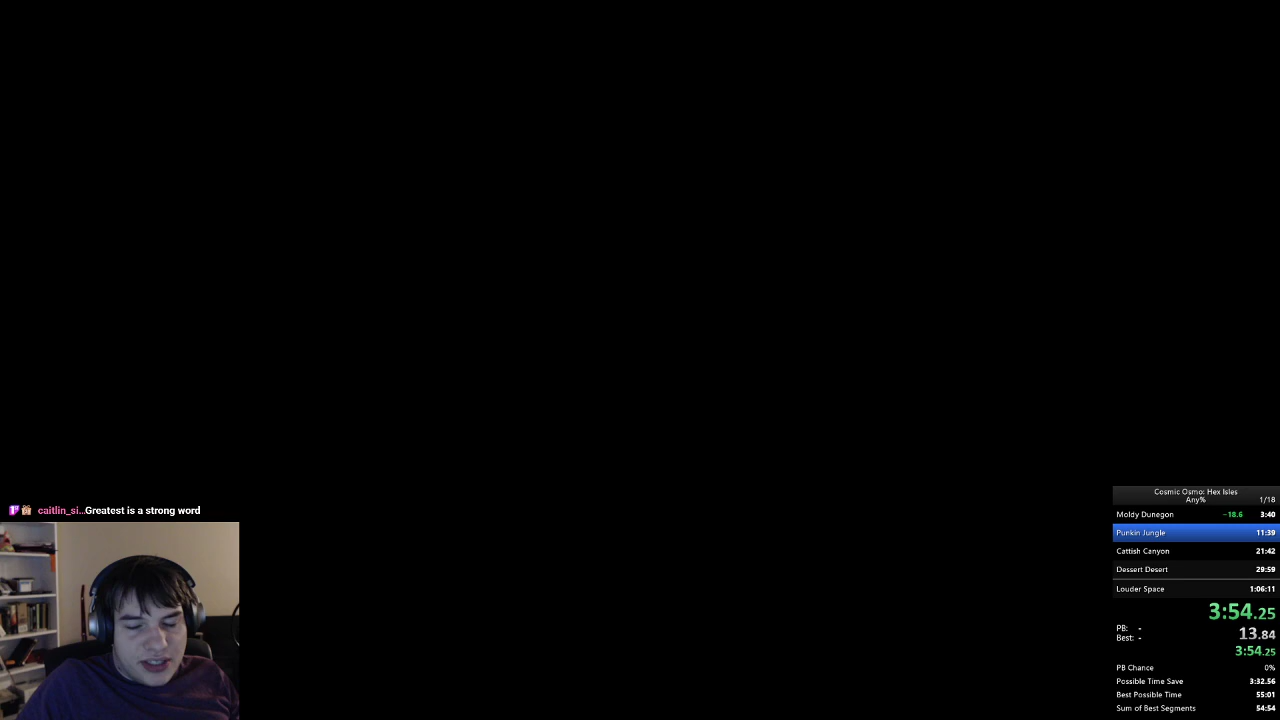 caitlin_si...Greatest is a strong word
Cosmic Osmo: Hex Isles
Any% 1/18
Moldy Dunegon −18.6 3:40
Punkin Jungle 11:39
Cattish Canyon 21:42
Dessert Desert 29:59
Louder Space 1:06:11
3:54.25
PB: - 13.84
Best: -
3:54.25
PB Chance 0%
Possible Time Save 3:32.56
Best Possible Time 55:01
Sum of Best Segments 54:54